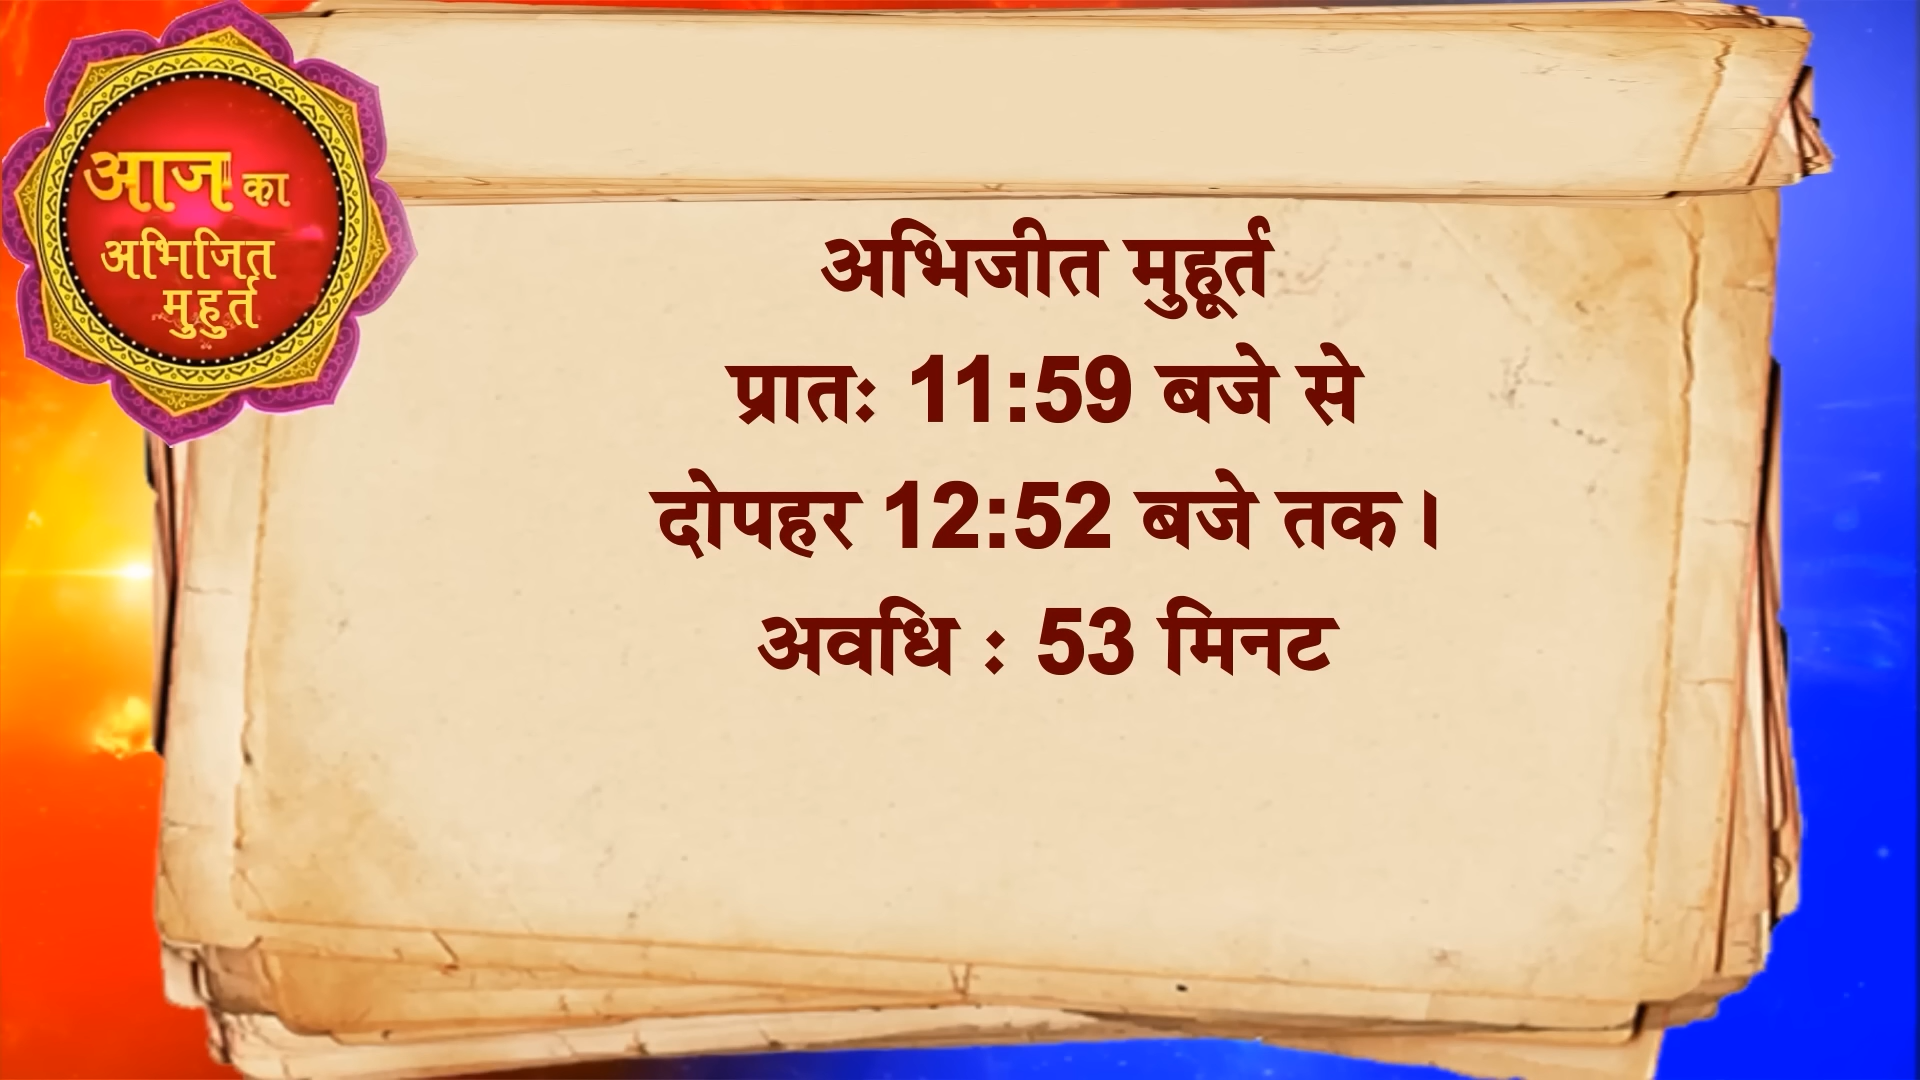 आज का
अभिजित
मुहुर्त
अभिजीत मुहूर्त
प्रातः 11:59 बजे से
दोपहर 12:52 बजे तक।
अवधि : 53 मिनट